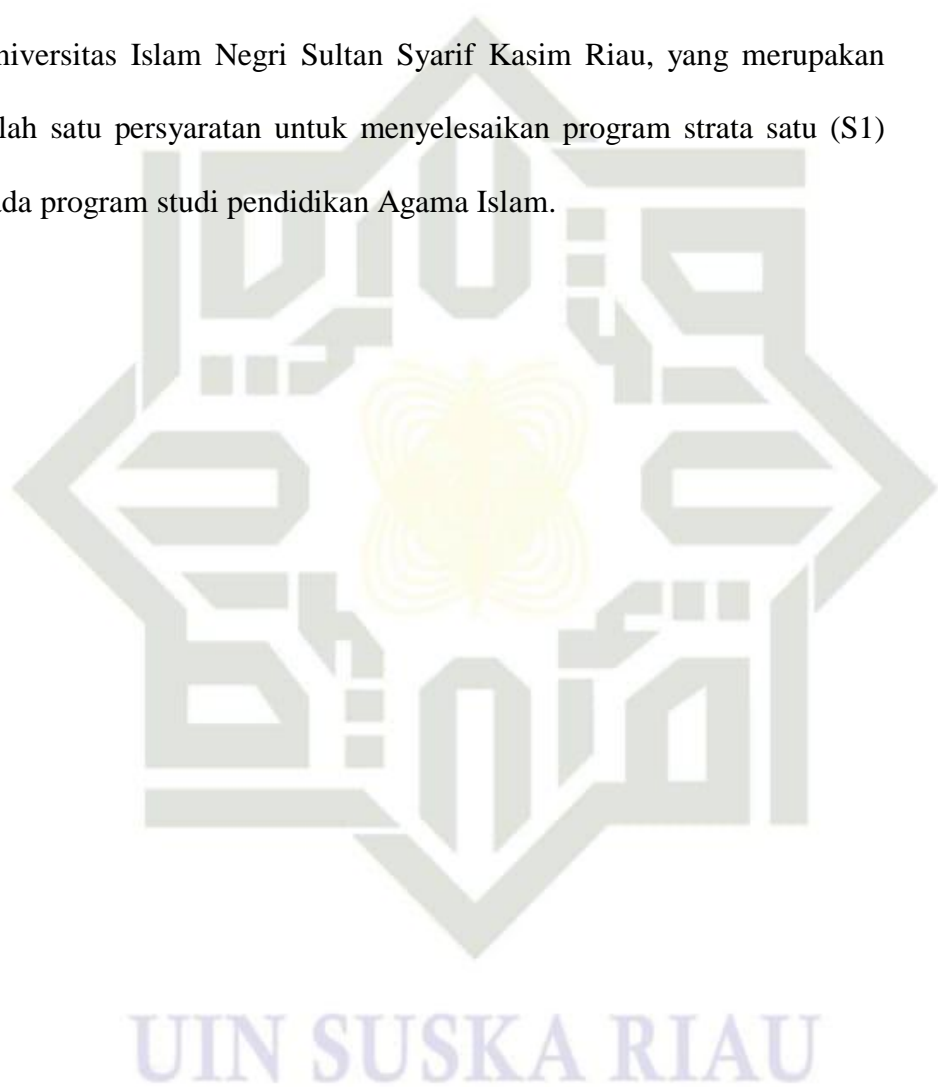 niversitas Islam Negri Sultan Syarif Kasim Riau, yang merupakan
lah satu persyaratan untuk menyelesaikan program strata satu (S1)
ada program studi pendidikan Agama Islam.
UIN SUSKA RIAU